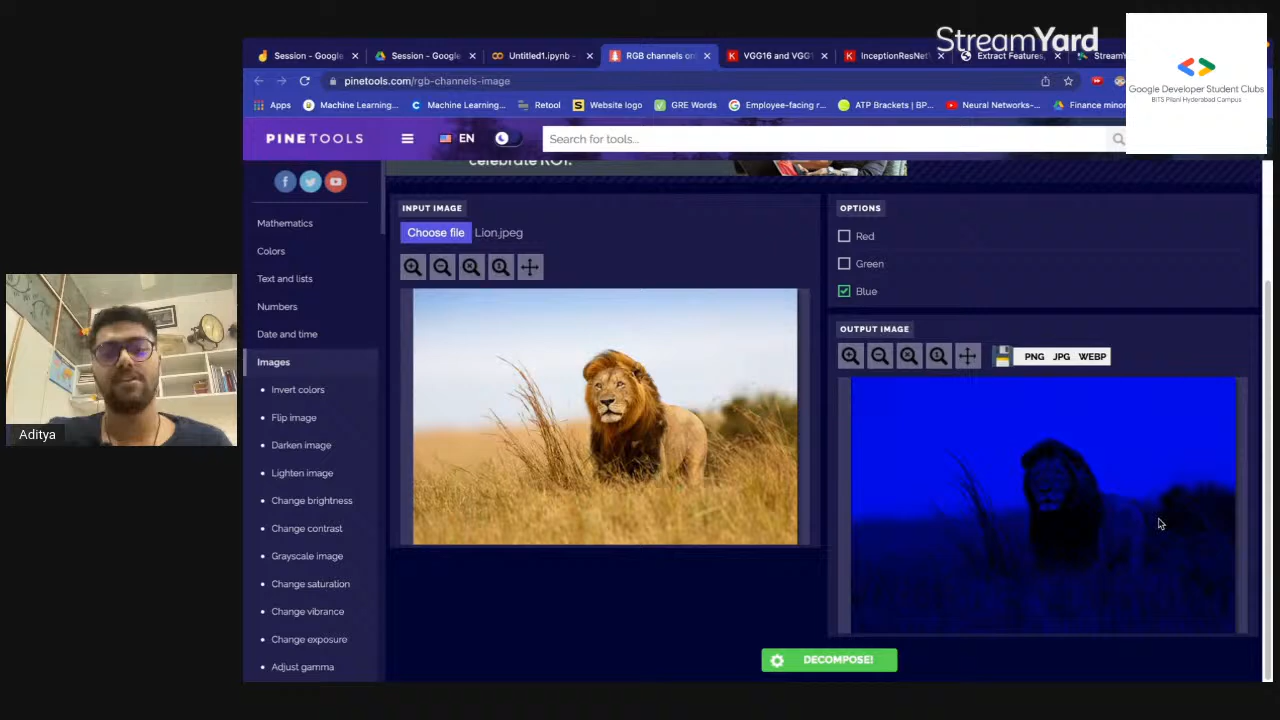 StreamYard
Session - Google
Session - Google
Untitled1.ipynb -
RGB channels or
VGG16 and VGG
InceptionResNet
Extract Features,
StreamY
pinetools.com/rgb-channels-image
Apps
Machine Learning...
Machine Learning...
Retool
Website logo
GRE Words
Employee-facing r...
ATP Brackets | BP...
Neural Networks-...
Finance minor
Google Developer Student Clubs
BITS Pilani Hyderabad Campus
PINETOOLS
EN
Search for tools...
celebrate ROI.
Mathematics
Colors
Text and lists
Numbers
Date and time
Images
Invert colors
Flip image
Darken image
Lighten image
Change brightness
Change contrast
Grayscale image
Change saturation
Change vibrance
Change exposure
Adjust gamma
INPUT IMAGE
Choose file Lion.jpeg
OPTIONS
Red
Green
Blue
OUTPUT IMAGE
PNG JPG WEBP
DECOMPOSE!
Aditya